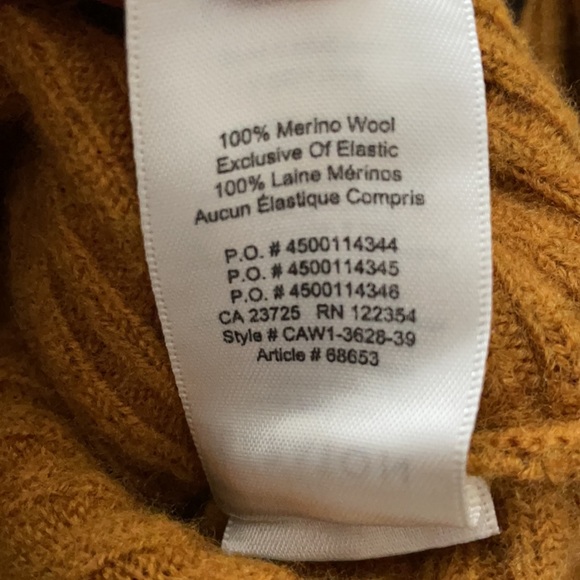 100% Merino Wool
Exclusive Of Elastic
100% Laine Mérinos
Aucun Élastique Compris
P.O. # 4500114344
P.O. # 4500114345
P.O. # 4500114346
CA 23725 RN 122354
Style # CAW1-3628-39
Article # 68653